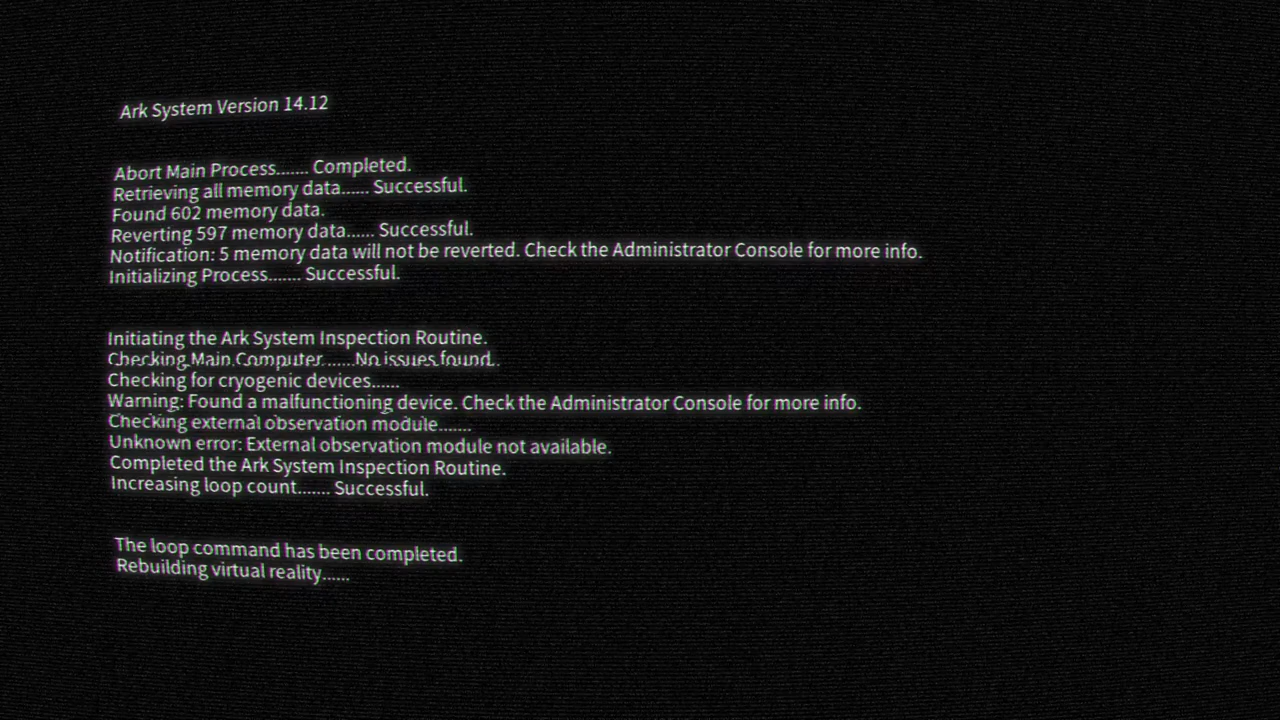 Ark System Version 14.12
Abort Main Process....... Completed.
Retrieving all memory data...... Successful.
Found 602 memory data.
Reverting 597 memory data...... Successful.
Notification: 5 memory data will not be reverted. Check the Administrator Console for more info.
Initializing Process....... Successful.
Initiating the Ark System Inspection Routine.
Checking Main Computer.......No issues found.
Checking for cryogenic devices......
Warning: Found a malfunctioning device. Check the Administrator Console for more info.
Checking external observation module.......
Unknown error: External observation module not available.
Completed the Ark System Inspection Routine.
Increasing loop count....... Successful.
The loop command has been completed.
Rebuilding virtual reality......